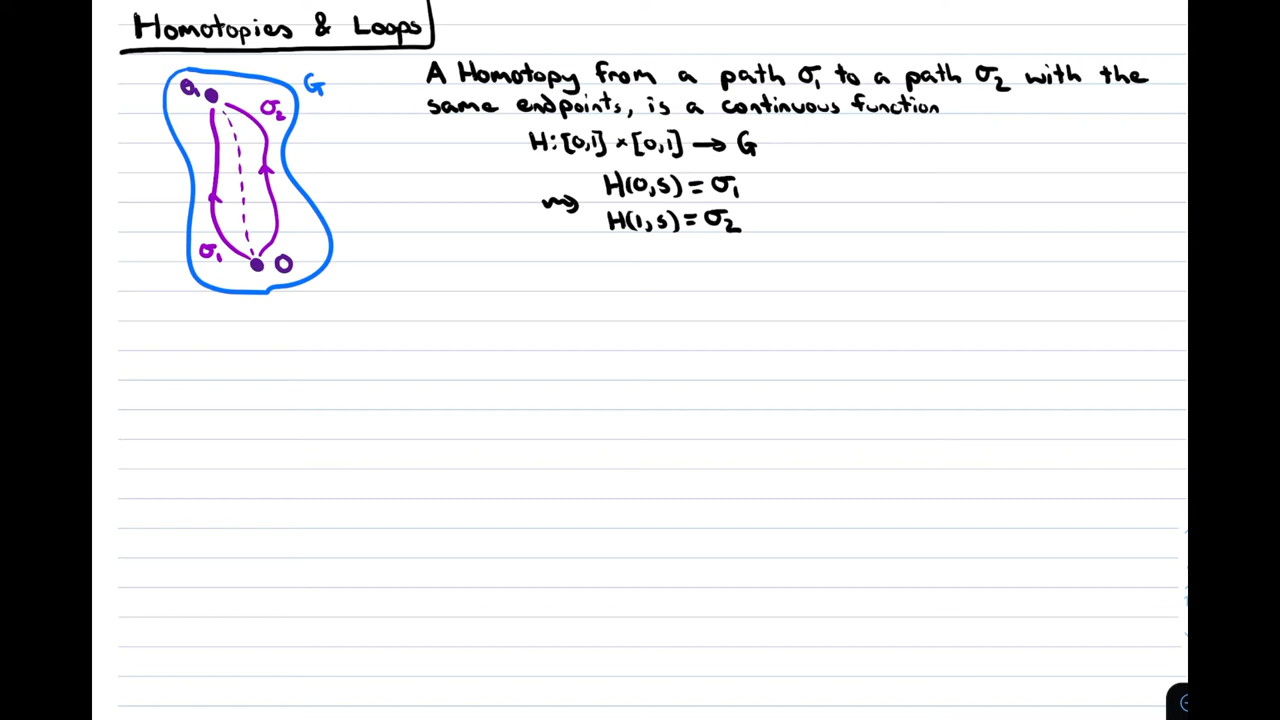 Homotopies & Loops
G
σ₂
σ₁
O
A Homotopy from a path σ₁ to a path σ₂ with the
same endpoints, is a continuous function
H:[0,1] × [0,1] → G
⇝ H(0,s) = σ₁
H(1,s) = σ₂